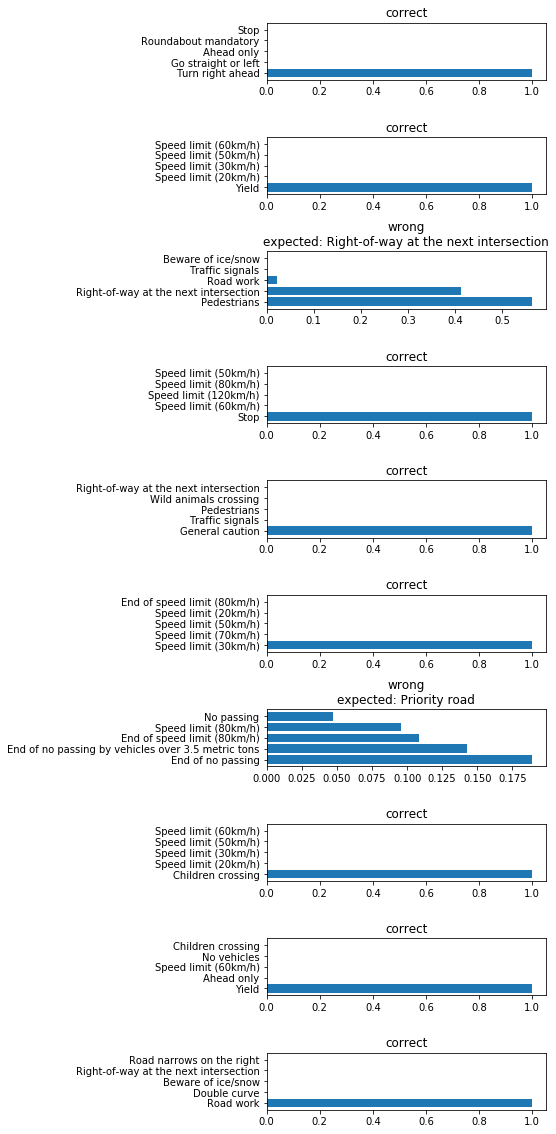 correct
Stop
Roundabout mandatory
Ahead only
Go straight or left
Turn right ahead
0.0 0.2 0.4 0.6 0.8 1.0
correct
Speed limit (60km/h)
Speed limit (50km/h)
Speed limit (30km/h)
Speed limit (20km/h)
Yield
0.0 0.2 0.4 0.6 0.8 1.0
wrong
expected: Right-of-way at the next intersection
Beware of ice/snow
Traffic signals
Road work
Right-of-way at the next intersection
Pedestrians
0.0 0.1 0.2 0.3 0.4 0.5
correct
Speed limit (50km/h)
Speed limit (80km/h)
Speed limit (120km/h)
Speed limit (60km/h)
Stop
0.0 0.2 0.4 0.6 0.8 1.0
correct
Right-of-way at the next intersection
Wild animals crossing
Pedestrians
Traffic signals
General caution
0.0 0.2 0.4 0.6 0.8 1.0
correct
End of speed limit (80km/h)
Speed limit (20km/h)
Speed limit (50km/h)
Speed limit (70km/h)
Speed limit (30km/h)
0.0 0.2 0.4 0.6 0.8 1.0
wrong
expected: Priority road
No passing
Speed limit (80km/h)
End of speed limit (80km/h)
End of no passing by vehicles over 3.5 metric tons
End of no passing
0.000 0.025 0.050 0.075 0.100 0.125 0.150 0.175
correct
Speed limit (60km/h)
Speed limit (50km/h)
Speed limit (30km/h)
Speed limit (20km/h)
Children crossing
0.0 0.2 0.4 0.6 0.8 1.0
correct
Children crossing
No vehicles
Speed limit (60km/h)
Ahead only
Yield
0.0 0.2 0.4 0.6 0.8 1.0
correct
Road narrows on the right
Right-of-way at the next intersection
Beware of ice/snow
Double curve
Road work
0.0 0.2 0.4 0.6 0.8 1.0